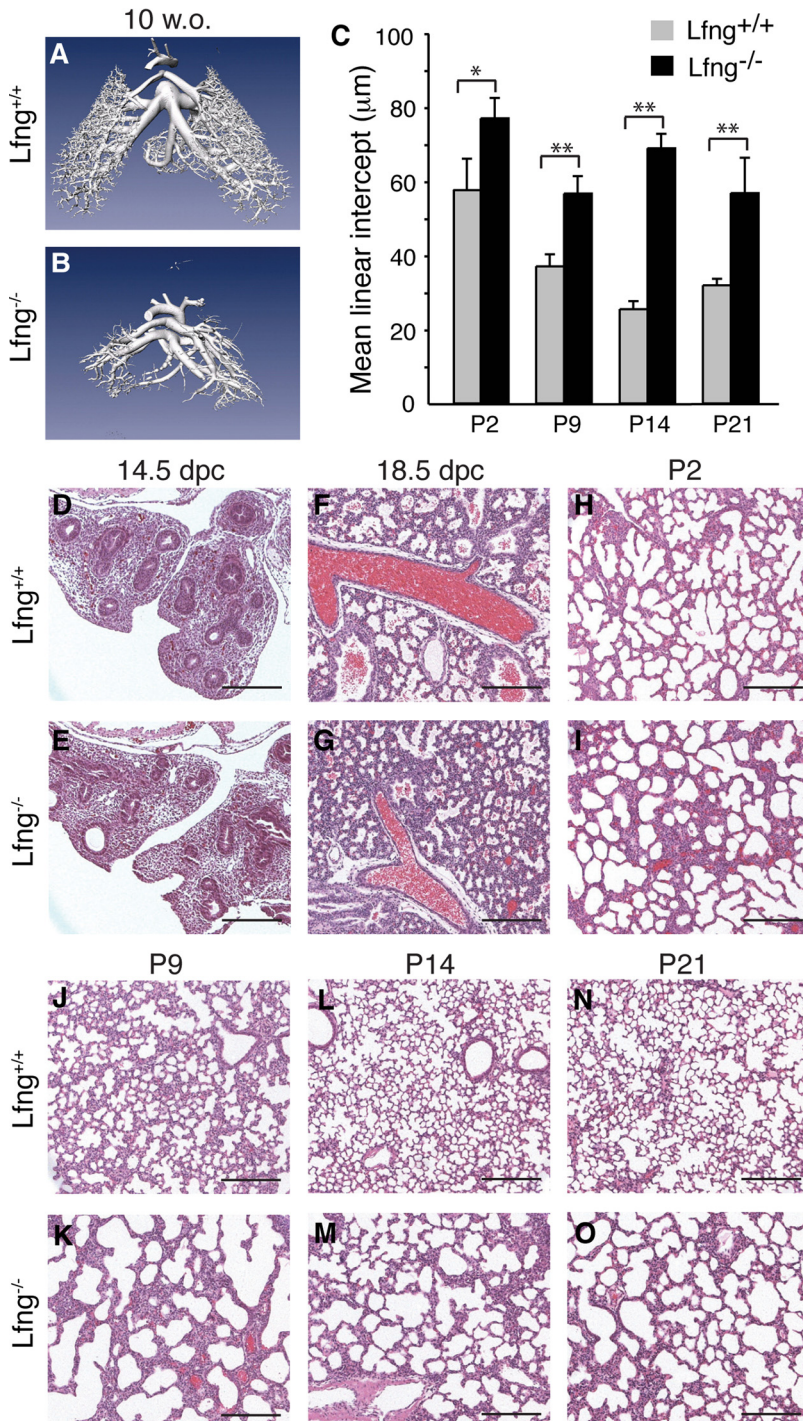 10 w.o.
A
Lfng+/+
B
Lfng-/-
C
Lfng+/+
Lfng-/-
Mean linear intercept (μm)
100
80
60
40
20
0
*
**
**
**
P2
P9
P14
P21
14.5 dpc
18.5 dpc
P2
Lfng+/+
D
F
H
Lfng-/-
E
G
I
P9
P14
P21
Lfng+/+
J
L
N
Lfng-/-
K
M
O